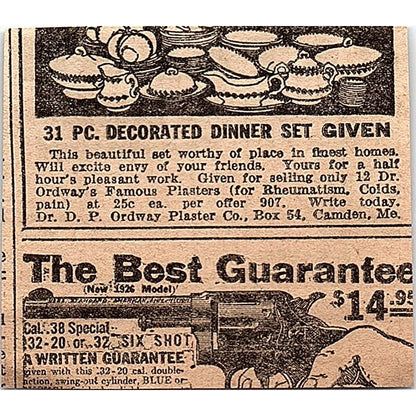 31 PC. DECORATED DINNER SET GIVEN
This beautiful set worthy of place in finest homes.
Will excite envy of your friends. Yours for a half
hour's pleasant work. Given for selling only 12 Dr.
Ordway's Famous Plasters (for Rheumatism, Colds,
pain) at 25c ea. per offer 907. Write today.
Dr. D. P. Ordway Plaster Co., Box 54, Camden, Me.
The Best Guarantee
(New 1926 Model)
$14.95
Cal. .38 Special
.32-20 or .32 SIX SHOT
A WRITTEN GUARANTEE
given with this .32-20 cal. double-
action, swing-out cylinder, BLUE or